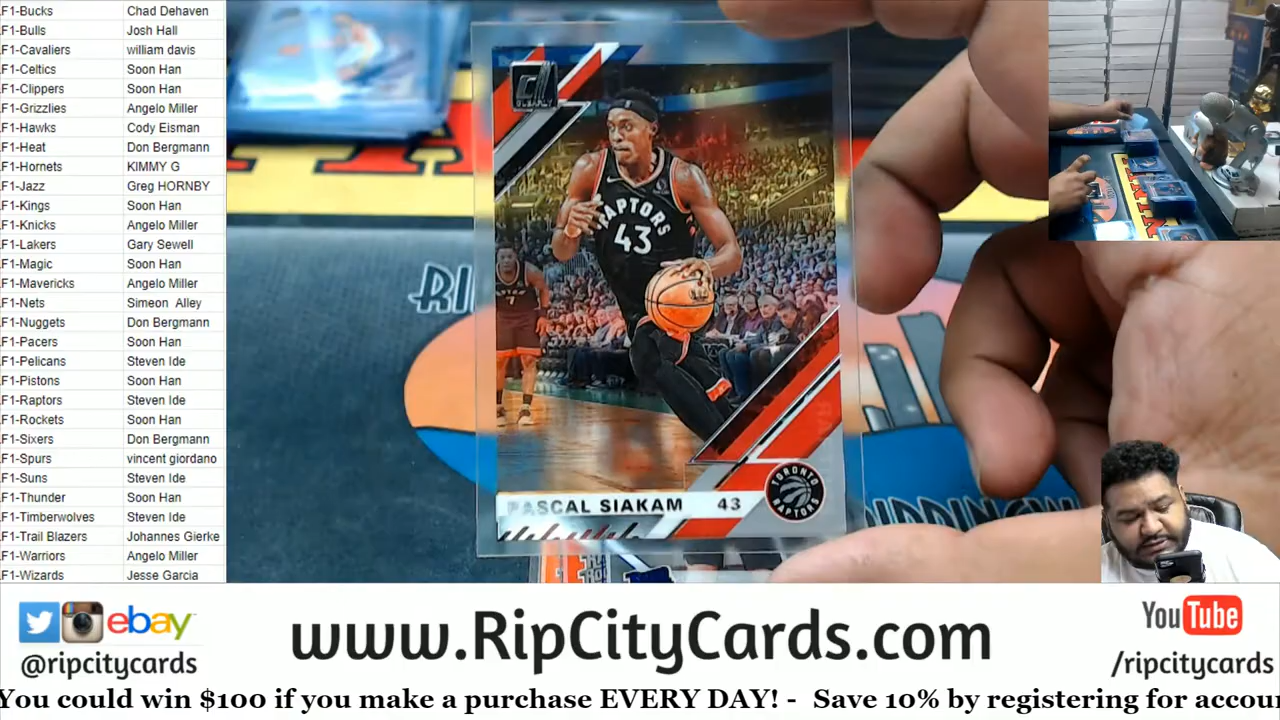 F1-Bucks Chad Dehaven
F1-Bulls Josh Hall
F1-Cavaliers william davis
F1-Celtics Soon Han
F1-Clippers Soon Han
F1-Grizzlies Angelo Miller
F1-Hawks Cody Eisman
F1-Heat Don Bergmann
F1-Hornets KIMMY G
F1-Jazz Greg HORNBY
F1-Kings Soon Han
F1-Knicks Angelo Miller
F1-Lakers Gary Sewell
F1-Magic Soon Han
F1-Mavericks Angelo Miller
F1-Nets Simeon Alley
F1-Nuggets Don Bergmann
F1-Pacers Soon Han
F1-Pelicans Steven Ide
F1-Pistons Soon Han
F1-Raptors Steven Ide
F1-Rockets Soon Han
F1-Sixers Don Bergmann
F1-Spurs vincent giordano
F1-Suns Steven Ide
F1-Thunder Soon Han
F1-Timberwolves Steven Ide
F1-Trail Blazers Johannes Gierke
F1-Warriors Angelo Miller
F1-Wizards Jesse Garcia
CLEARLY
RAPTORS
43
7
PASCAL SIAKAM 43
TORONTO
RAPTORS
ebay
@ripcitycards
www.RipCityCards.com
YouTube
/ripcitycards
You could win $100 if you make a purchase EVERY DAY! - Save 10% by registering for accou